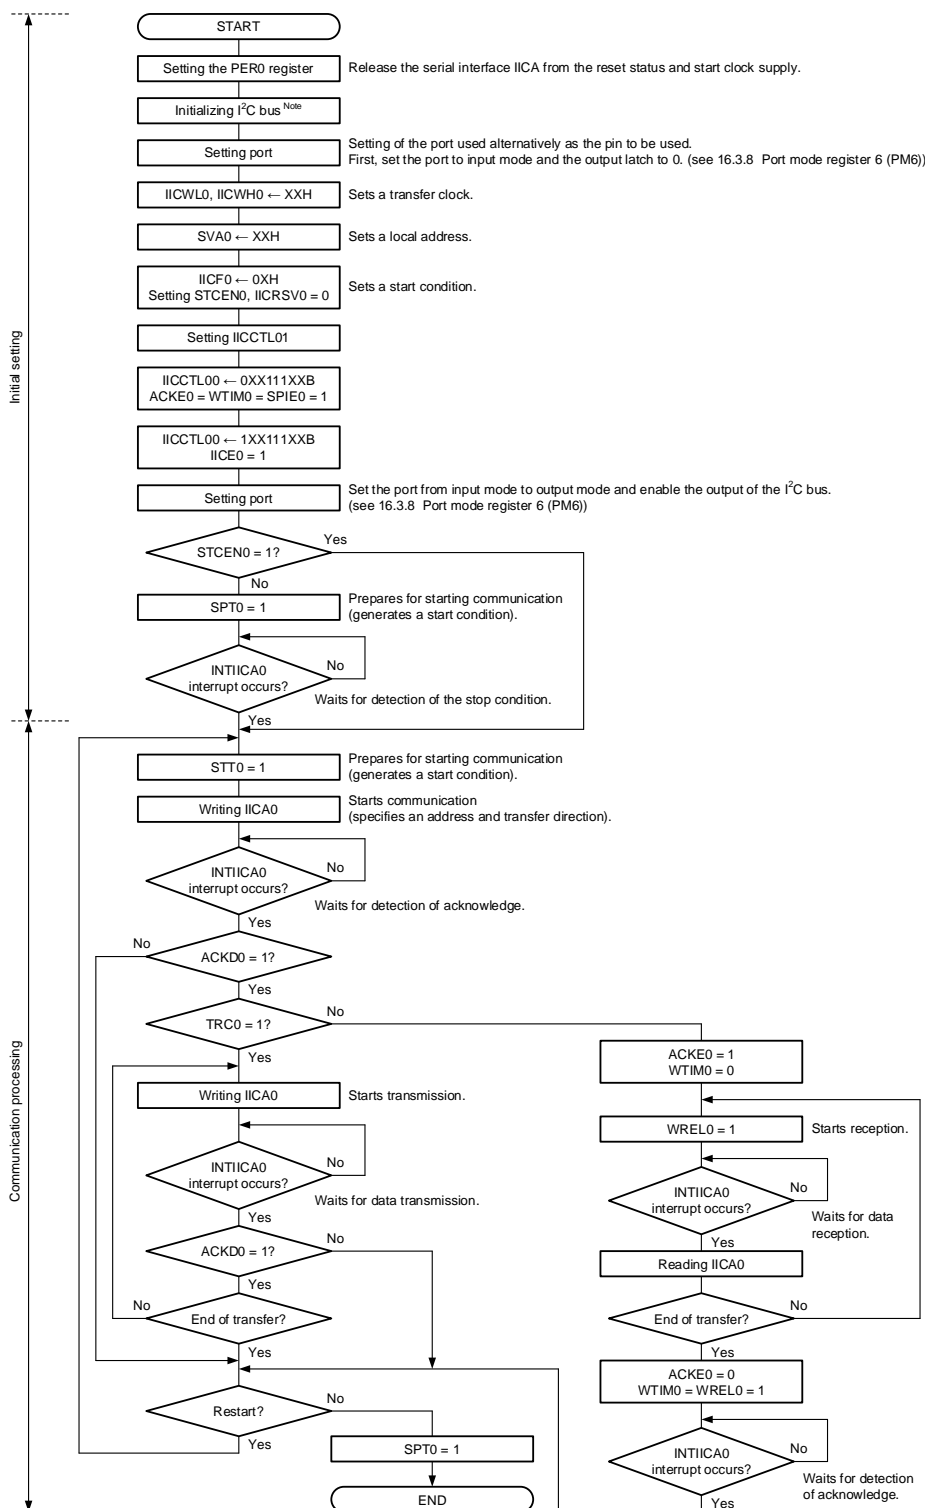 START
Setting the PER0 register
Release the serial interface IICA from the reset status and start clock supply.
Initializing I²C bus Note
Setting port
Setting of the port used alternatively as the pin to be used.
First, set the port to input mode and the output latch to 0. (see 16.3.8 Port mode register 6 (PM6))
IICWL0, IICWH0 ← XXH
Sets a transfer clock.
SVA0 ← XXH
Sets a local address.
IICF0 ← 0XH
Setting STCEN0, IICRSV0 = 0
Sets a start condition.
Setting IICCTL01
Initial setting
IICCTL00 ← 0XX111XXB
ACKE0 = WTIM0 = SPIE0 = 1
IICCTL00 ← 1XX111XXB
IICE0 = 1
Setting port
Set the port from input mode to output mode and enable the output of the I²C bus.
(see 16.3.8 Port mode register 6 (PM6))
STCEN0 = 1?
Yes
No
SPT0 = 1
Prepares for starting communication
(generates a start condition).
INTIICA0
interrupt occurs?
No
Waits for detection of the stop condition.
Yes
STT0 = 1
Prepares for starting communication
(generates a start condition).
Writing IICA0
Starts communication
(specifies an address and transfer direction).
INTIICA0
interrupt occurs?
No
Waits for detection of acknowledge.
Yes
No
ACKD0 = 1?
Yes
TRC0 = 1?
No
Yes
Communication processing
ACKE0 = 1
WTIM0 = 0
Writing IICA0
Starts transmission.
WREL0 = 1
Starts reception.
INTIICA0
interrupt occurs?
No
Waits for data transmission.
Yes
INTIICA0
interrupt occurs?
No
Waits for data
reception.
Yes
ACKD0 = 1?
No
Yes
Reading IICA0
No
End of transfer?
Yes
End of transfer?
No
Yes
ACKE0 = 0
WTIM0 = WREL0 = 1
Restart?
No
Yes
SPT0 = 1
INTIICA0
interrupt occurs?
No
Waits for detection
of acknowledge.
Yes
END